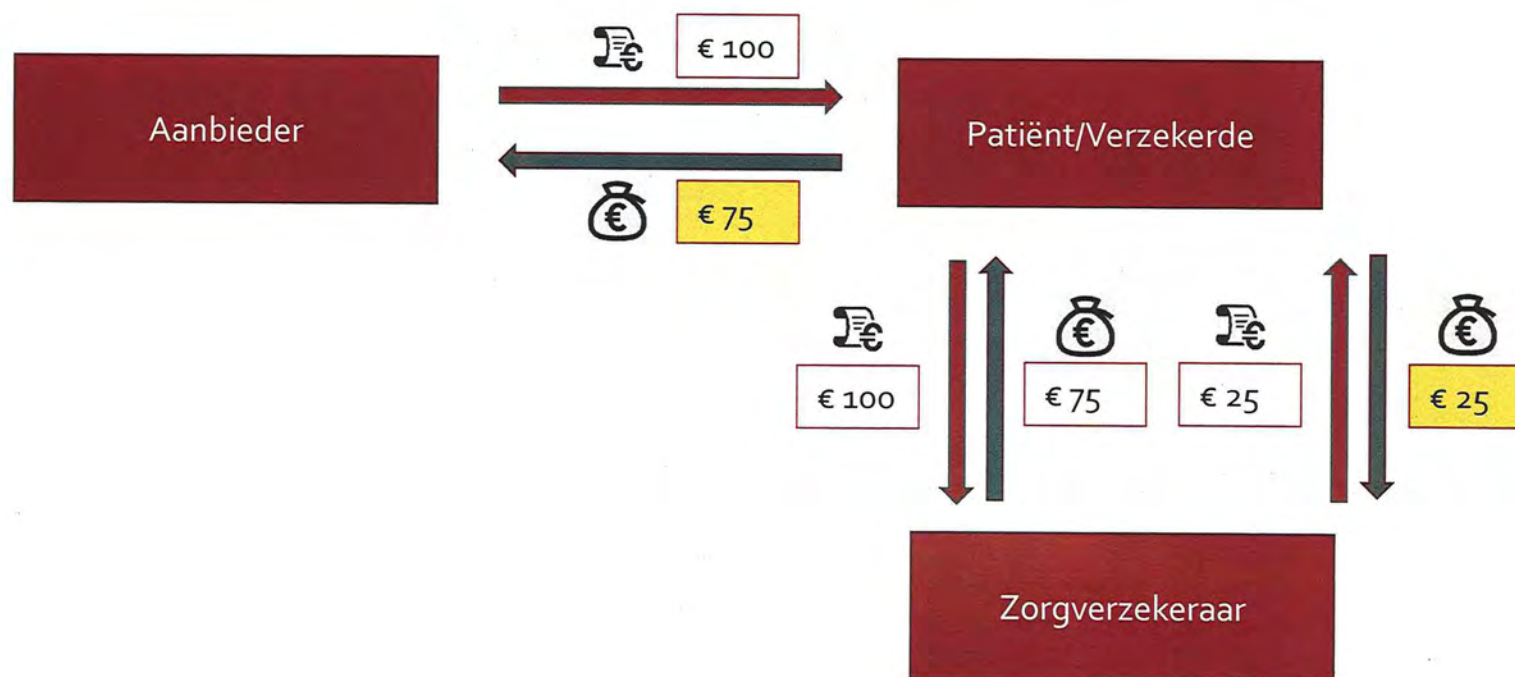 € 100
Aanbieder
Patiënt/Verzekerde
€ 75
€ 100
€ 75
€ 25
€ 25
Zorgverzekeraar